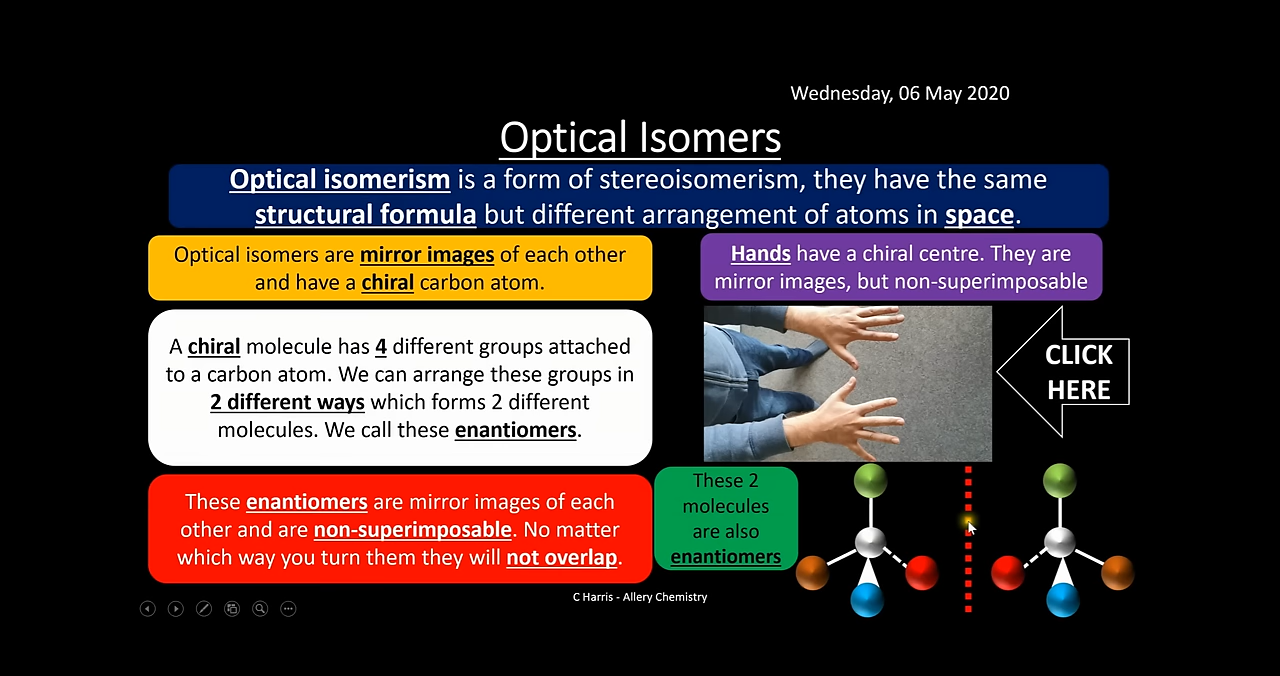 Wednesday, 06 May 2020
Optical Isomers
Optical isomerism is a form of stereoisomerism, they have the same
structural formula but different arrangement of atoms in space.
Optical isomers are mirror images of each other
and have a chiral carbon atom.
Hands have a chiral centre. They are
mirror images, but non-superimposable
A chiral molecule has 4 different groups attached
to a carbon atom. We can arrange these groups in
2 different ways which forms 2 different
molecules. We call these enantiomers.
CLICK
HERE
These enantiomers are mirror images of each
other and are non-superimposable. No matter
which way you turn them they will not overlap.
These 2
molecules
are also
enantiomers
C Harris - Allery Chemistry